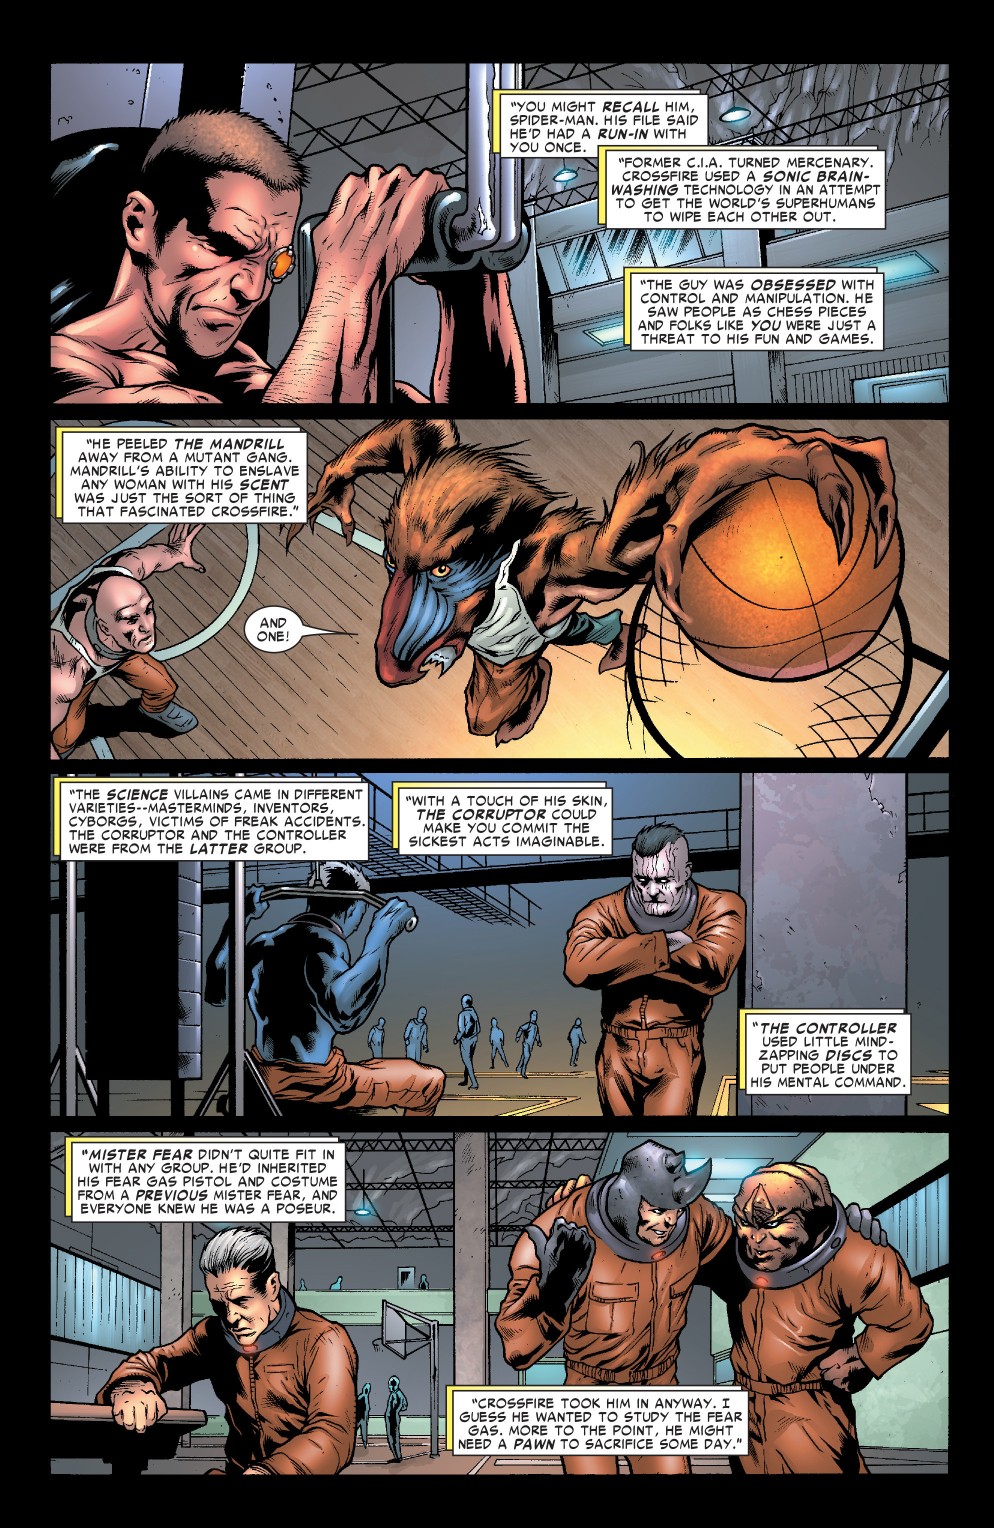 "YOU MIGHT RECALL HIM,
SPIDER-MAN. HIS FILE SAID
HE'D HAD A RUN-IN WITH
YOU ONCE.
"FORMER C.I.A. TURNED MERCENARY.
CROSSFIRE USED A SONIC BRAIN-
WASHING TECHNOLOGY IN AN ATTEMPT
TO GET THE WORLD'S SUPERHUMANS
TO WIPE EACH OTHER OUT.
"THE GUY WAS OBSESSED WITH
CONTROL AND MANIPULATION. HE
SAW PEOPLE AS CHESS PIECES
AND FOLKS LIKE YOU WERE JUST A
THREAT TO HIS FUN AND GAMES.
"HE PEELED THE MANDRILL
AWAY FROM A MUTANT GANG.
MANDRILL'S ABILITY TO ENSLAVE
ANY WOMAN WITH HIS SCENT
WAS JUST THE SORT OF THING
THAT FASCINATED CROSSFIRE."
AND
ONE!
"THE SCIENCE VILLAINS CAME IN DIFFERENT
VARIETIES--MASTERMINDS, INVENTORS,
CYBORGS, VICTIMS OF FREAK ACCIDENTS.
THE CORRUPTOR AND THE CONTROLLER
WERE FROM THE LATTER GROUP.
"WITH A TOUCH OF HIS SKIN,
THE CORRUPTOR COULD
MAKE YOU COMMIT THE
SICKEST ACTS IMAGINABLE.
"THE CONTROLLER
USED LITTLE MIND-
ZAPPING DISCS TO
PUT PEOPLE UNDER
HIS MENTAL COMMAND.
"MISTER FEAR DIDN'T QUITE FIT IN
WITH ANY GROUP. HE'D INHERITED
HIS FEAR GAS PISTOL AND COSTUME
FROM A PREVIOUS MISTER FEAR, AND
EVERYONE KNEW HE WAS A POSEUR.
"CROSSFIRE TOOK HIM IN ANYWAY. I
GUESS HE WANTED TO STUDY THE FEAR
GAS. MORE TO THE POINT, HE MIGHT
NEED A PAWN TO SACRIFICE SOME DAY."